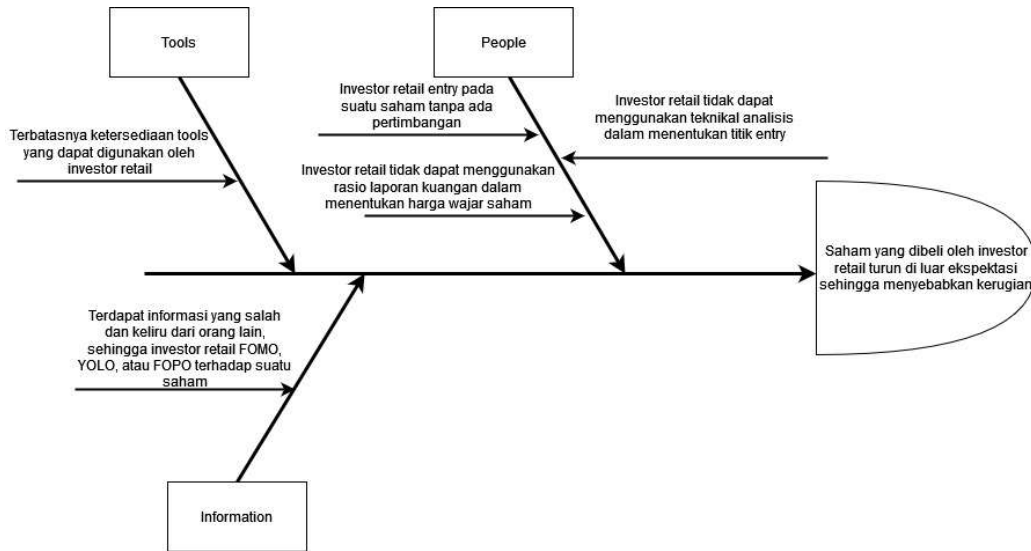 Tools
People
Investor retail entry pada
suatu saham tanpa ada
pertimbangan
Investor retail tidak dapat
menggunakan teknikal analisis
dalam menentukan titik entry
Terbatasnya ketersediaan tools
yang dapat digunakan oleh
investor retail
Investor retail tidak dapat menggunakan
rasio laporan kuangan dalam
menentukan harga wajar saham
Saham yang dibeli oleh investor
retail turun di luar ekspektasi
sehingga menyebabkan kerugian
Terdapat informasi yang salah
dan keliru dari orang lain,
sehingga investor retail FOMO,
YOLO, atau FOPO terhadap suatu
saham
Information